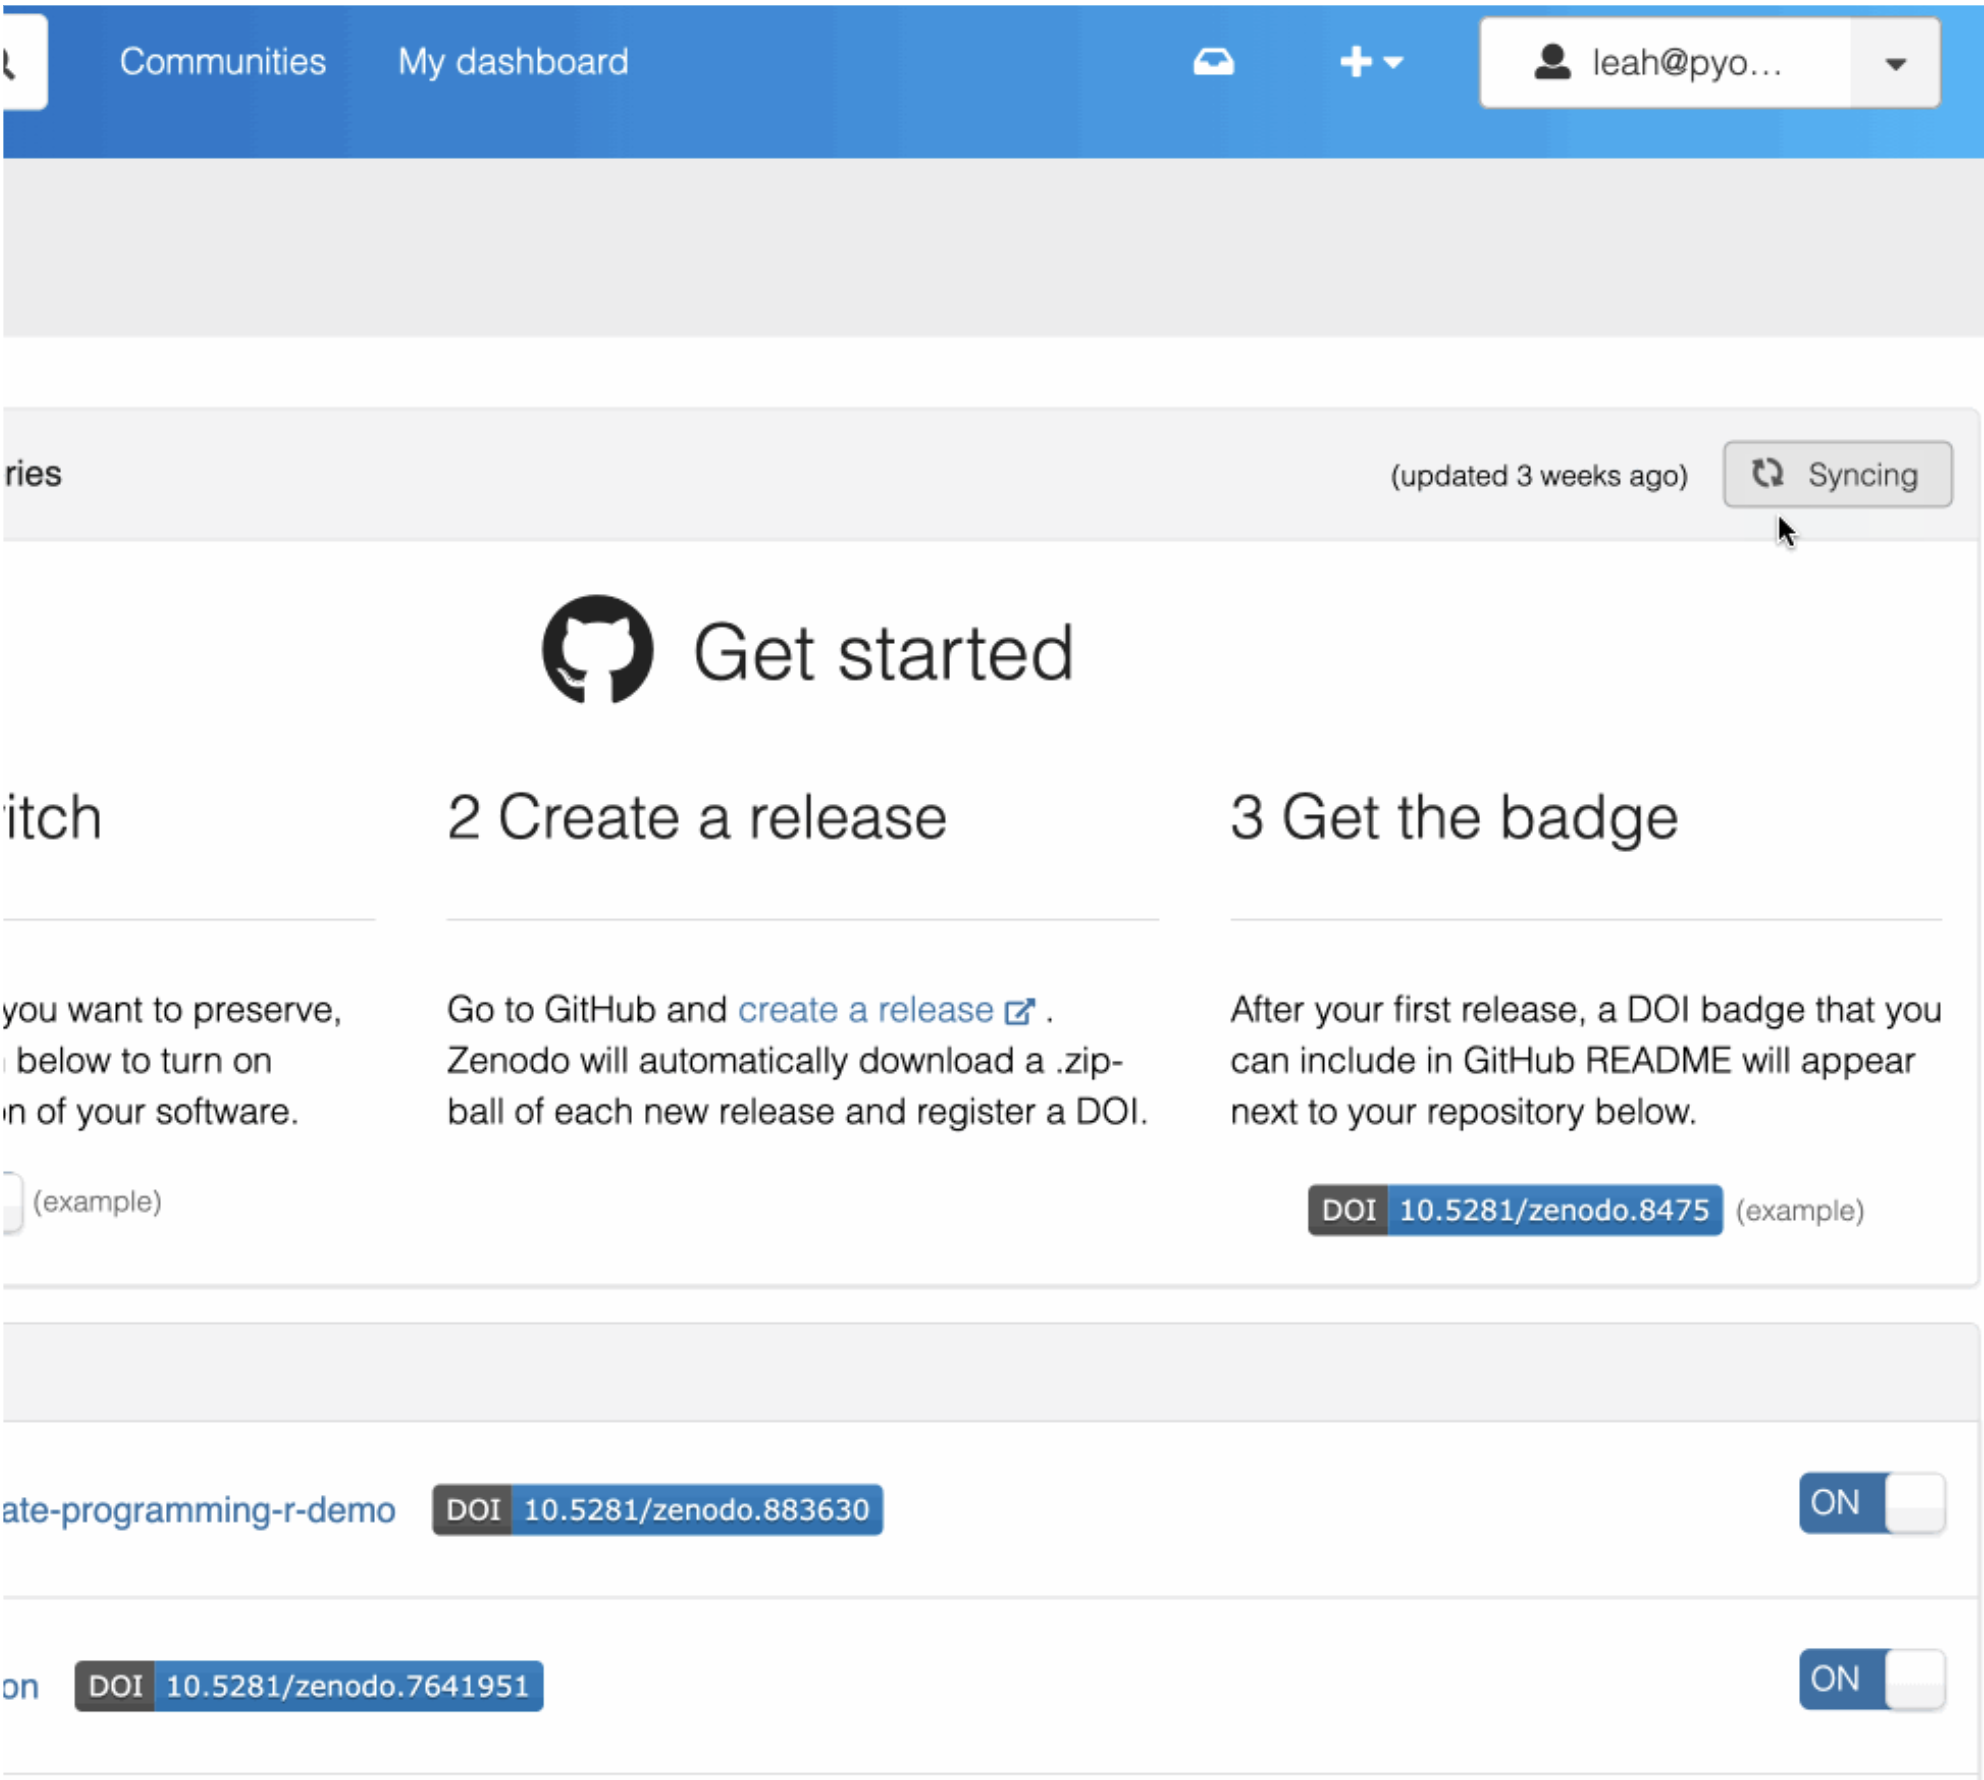 Communities My dashboard leah@pyo...
ries (updated 3 weeks ago) Syncing
Get started
itch
2 Create a release
3 Get the badge
you want to preserve,
below to turn on
n of your software.
(example)
Go to GitHub and create a release .
Zenodo will automatically download a .zip-
ball of each new release and register a DOI.
After your first release, a DOI badge that you
can include in GitHub README will appear
next to your repository below.
DOI 10.5281/zenodo.8475 (example)
ate-programming-r-demo DOI 10.5281/zenodo.883630 ON
on DOI 10.5281/zenodo.7641951 ON